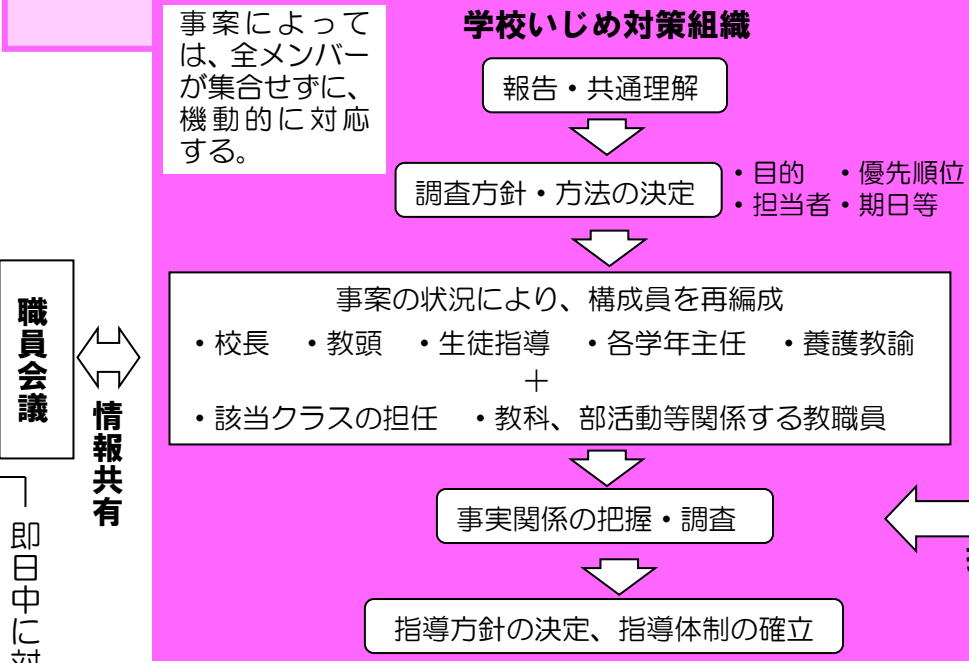 事案によって
は、全メンバー
が集合せずに、
機動的に対応
する。
学校いじめ対策組織
報告・共通理解
調査方針・方法の決定
・目的 ・優先順位
・担当者・期日等
事案の状況により、構成員を再編成
・校長 ・教頭 ・生徒指導 ・各学年主任 ・養護教諭
＋
・該当クラスの担任 ・教科、部活動等関係する教職員
事実関係の把握・調査
指導方針の決定、指導体制の確立
職員会議
情報共有
即日中に対